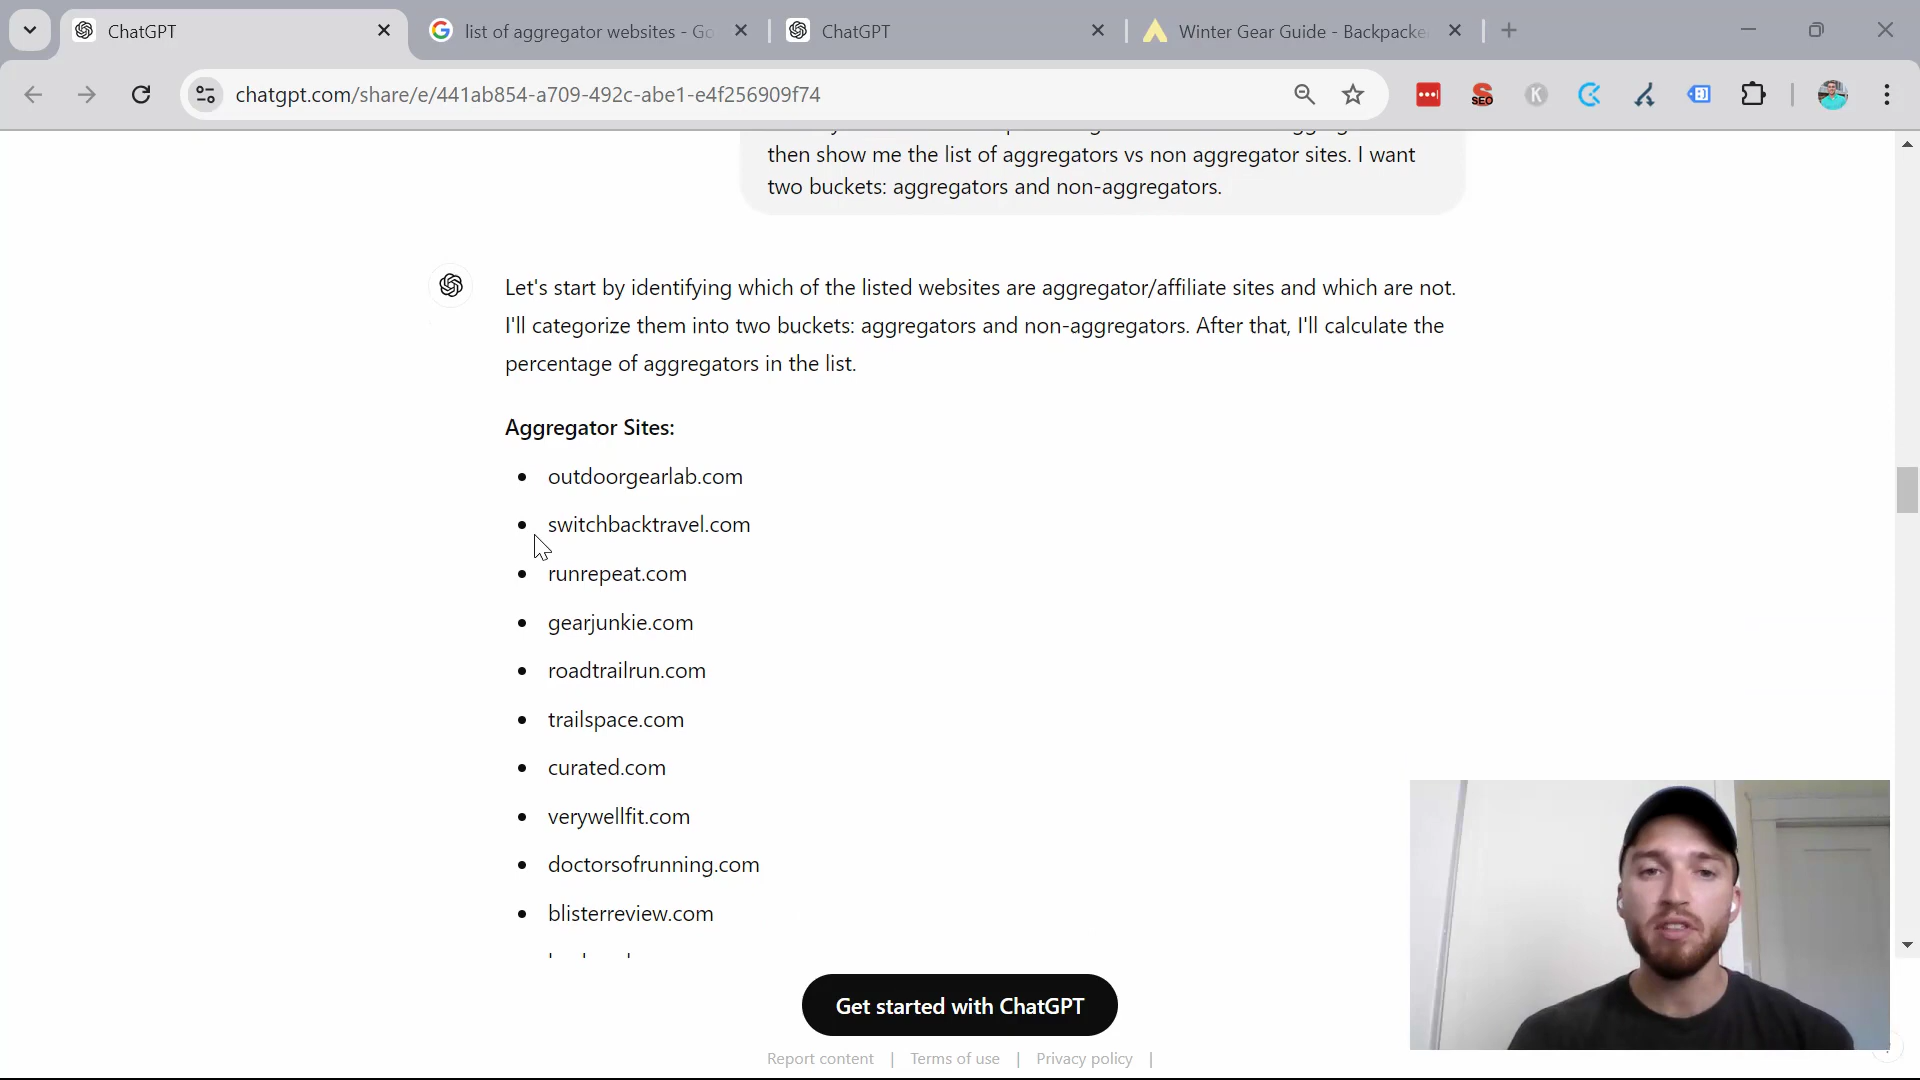 ChatGPT
list of aggregator websites - Go
ChatGPT
Winter Gear Guide - Backpacke
chatgpt.com/share/e/441ab854-a709-492c-abe1-e4f256909f74
SEO
K
then show me the list of aggregators vs non aggregator sites. I want
two buckets: aggregators and non-aggregators.
Let's start by identifying which of the listed websites are aggregator/affiliate sites and which are not.
I'll categorize them into two buckets: aggregators and non-aggregators. After that, I'll calculate the
percentage of aggregators in the list.
Aggregator Sites:
• outdoorgearlab.com
• switchbacktravel.com
• runrepeat.com
• gearjunkie.com
• roadtrailrun.com
• trailspace.com
• curated.com
• verywellfit.com
• doctorsofrunning.com
• blisterreview.com
Get started with ChatGPT
Report content | Terms of use | Privacy policy |